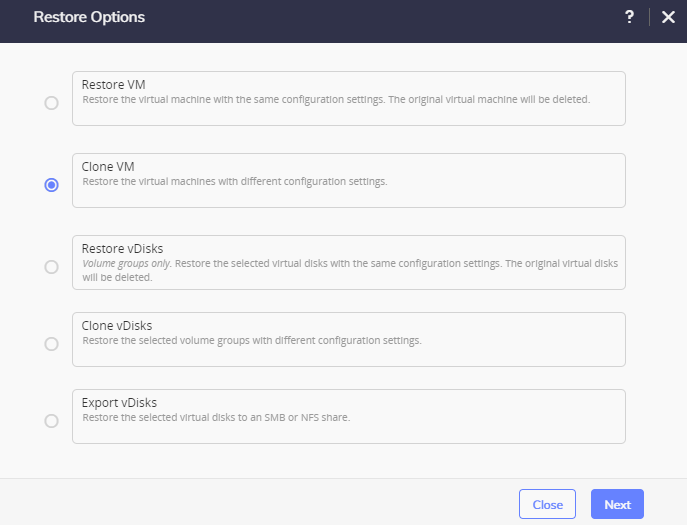 Restore Options
?
Restore VM
Restore the virtual machine with the same configuration settings. The original virtual machine will be deleted.
Clone VM
Restore the virtual machines with different configuration settings.
Restore vDisks
Volume groups only. Restore the selected virtual disks with the same configuration settings. The original virtual disks
will be deleted.
Clone vDisks
Restore the selected volume groups with different configuration settings.
Export vDisks
Restore the selected virtual disks to an SMB or NFS share.
Close
Next